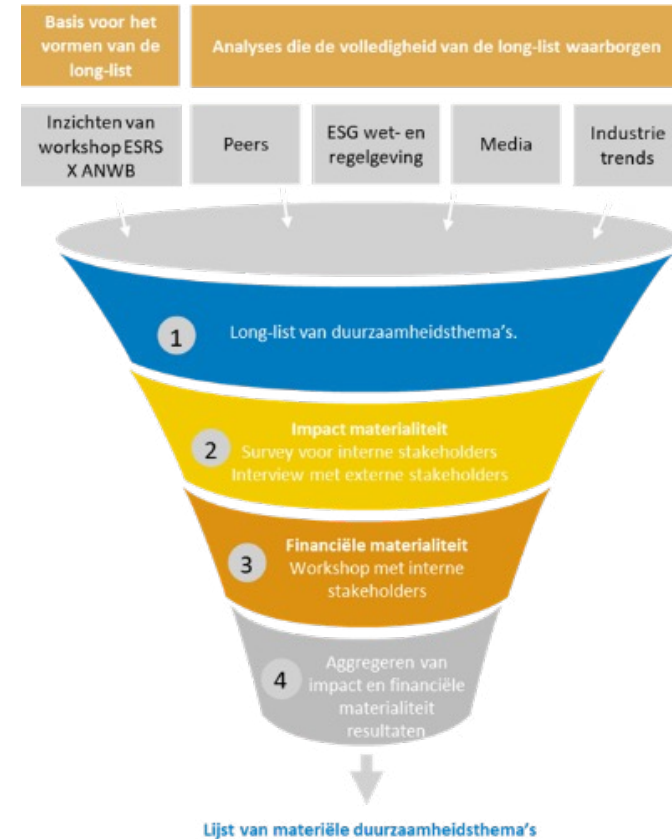 Basis voor het
vormen van de
long-list
Analyses die de volledigheid van de long-list waarborgen
Inzichten van
workshop ESRS
X ANWB
Peers
ESG wet- en
regelgeving
Media
Industrie
trends
1
Long-list van duurzaamheidsthema's.
2
Impact materialiteit
Survey voor interne stakeholders
Interview met externe stakeholders
3
Financiële materialiteit
Workshop met interne
stakeholders
4
Aggregeren van
impact en financiële
materialiteit
resultaten
Lijst van materiële duurzaamheidsthema's